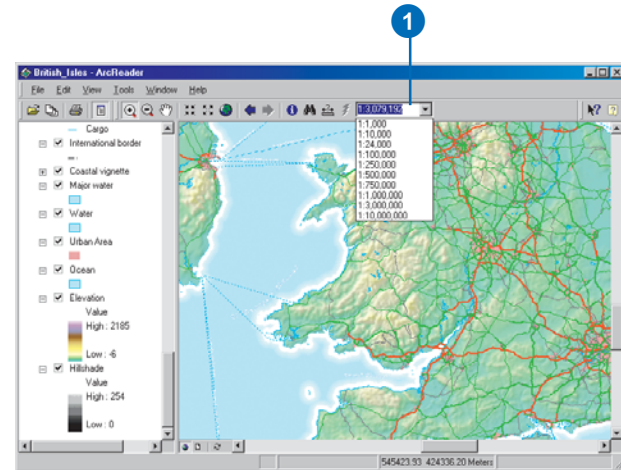 1
British_Isles - ArcReader
File Edit View Tools Window Help
1:3,079,192
1:1,000
1:10,000
1:24,000
1:100,000
1:250,000
1:500,000
1:750,000
1:1,000,000
1:3,000,000
1:10,000,000
Cargo
International border
Coastal vignette
Major water
Water
Urban Area
Ocean
Elevation
Value
High : 2185
Low : -6
Hillshade
Value
High : 254
Low : 0
545423.93 424336.20 Meters